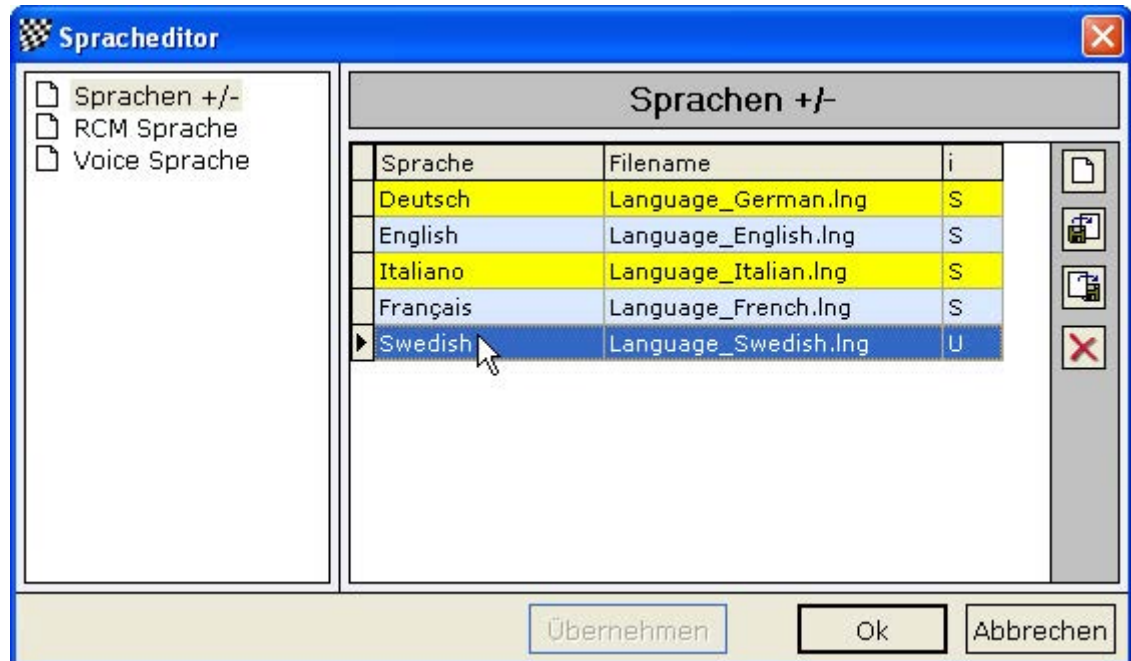 Spracheditor
Sprachen +/-
RCM Sprache
Voice Sprache
Sprachen +/-
Sprache Filename i
Deutsch Language_German.lng S
English Language_English.lng S
Italiano Language_Italian.lng S
Français Language_French.lng S
Swedish Language_Swedish.lng U
Übernehmen Ok Abbrechen